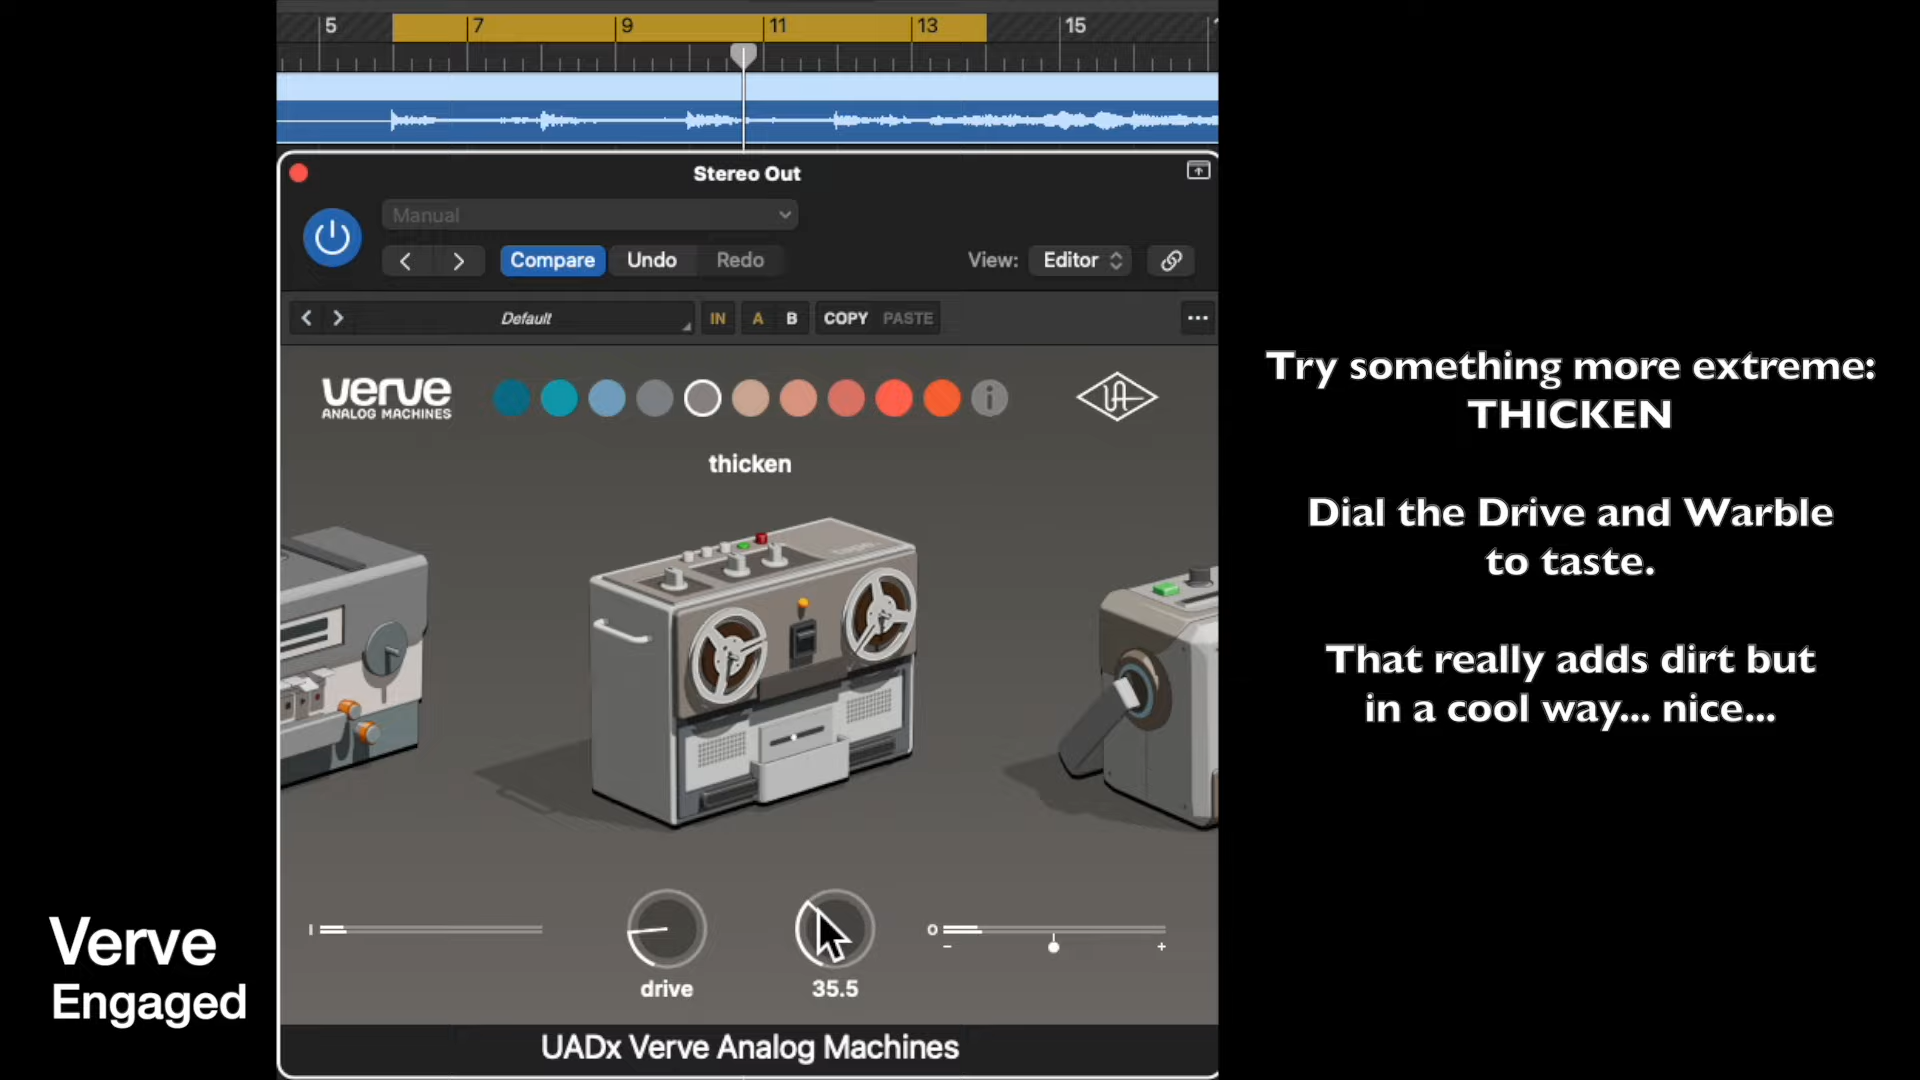 5 7 9 11 13 15
Stereo Out
Manual
Compare Undo Redo
View: Editor
Default
IN A B COPY PASTE
verve
ANALOG MACHINES
UA
thicken
Try something more extreme:
THICKEN
Dial the Drive and Warble
to taste.
That really adds dirt but
in a cool way... nice...
I
O
- +
drive
35.5
Verve
Engaged
UADx Verve Analog Machines